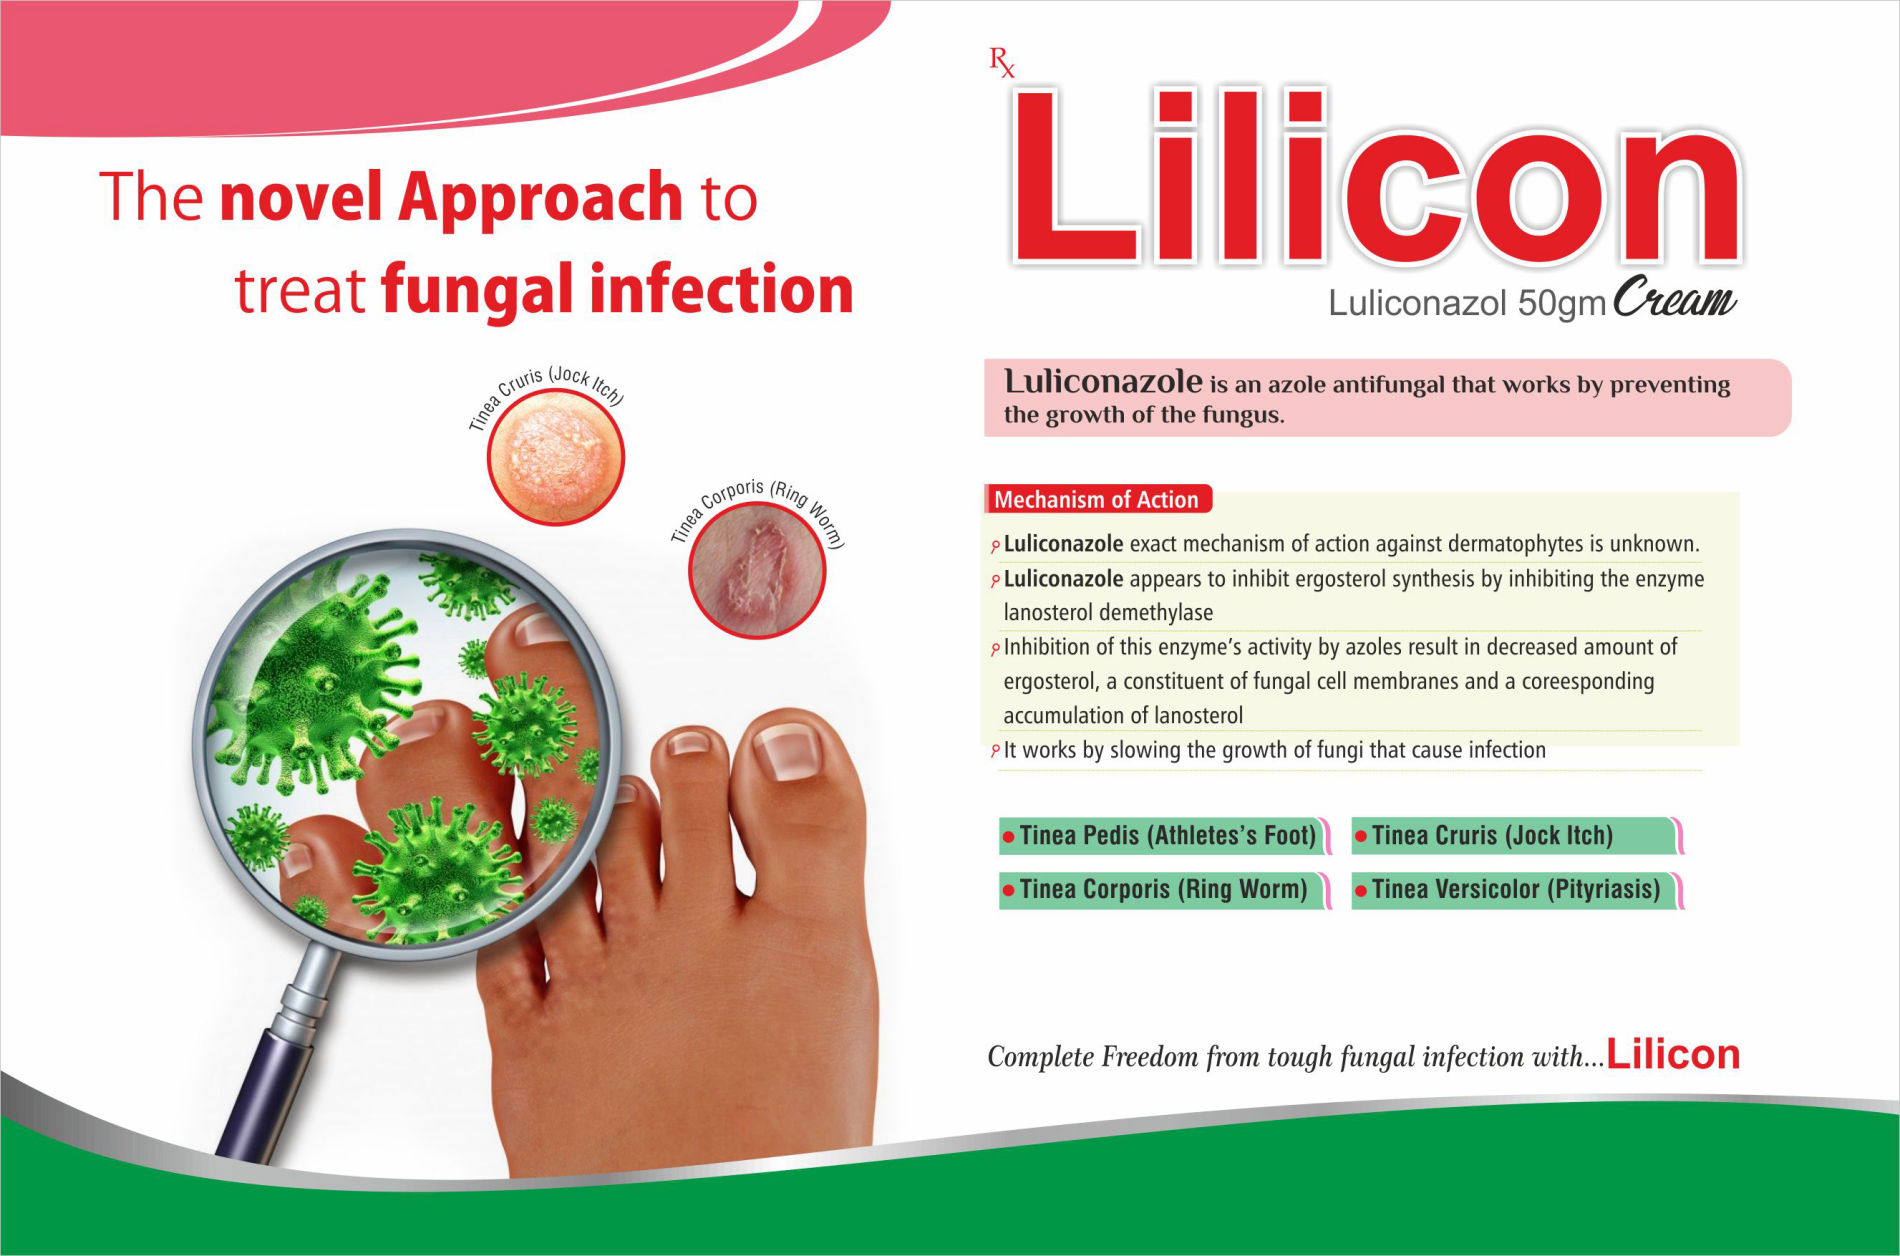 The novel Approach to
treat fungal infection
Tinea Cruris (Jock Itch)
Tinea Corporis (Ring Worm)
Rx
Lilicon
Luliconazol 50gm Cream
Luliconazole is an azole antifungal that works by preventing
the growth of the fungus.
Mechanism of Action
Luliconazole exact mechanism of action against dermatophytes is unknown.
Luliconazole appears to inhibit ergosterol synthesis by inhibiting the enzyme
lanosterol demethylase
Inhibition of this enzyme's activity by azoles result in decreased amount of
ergosterol, a constituent of fungal cell membranes and a coreesponding
accumulation of lanosterol
It works by slowing the growth of fungi that cause infection
• Tinea Pedis (Athletes's Foot)
• Tinea Cruris (Jock Itch)
• Tinea Corporis (Ring Worm)
• Tinea Versicolor (Pityriasis)
Complete Freedom from tough fungal infection with...Lilicon